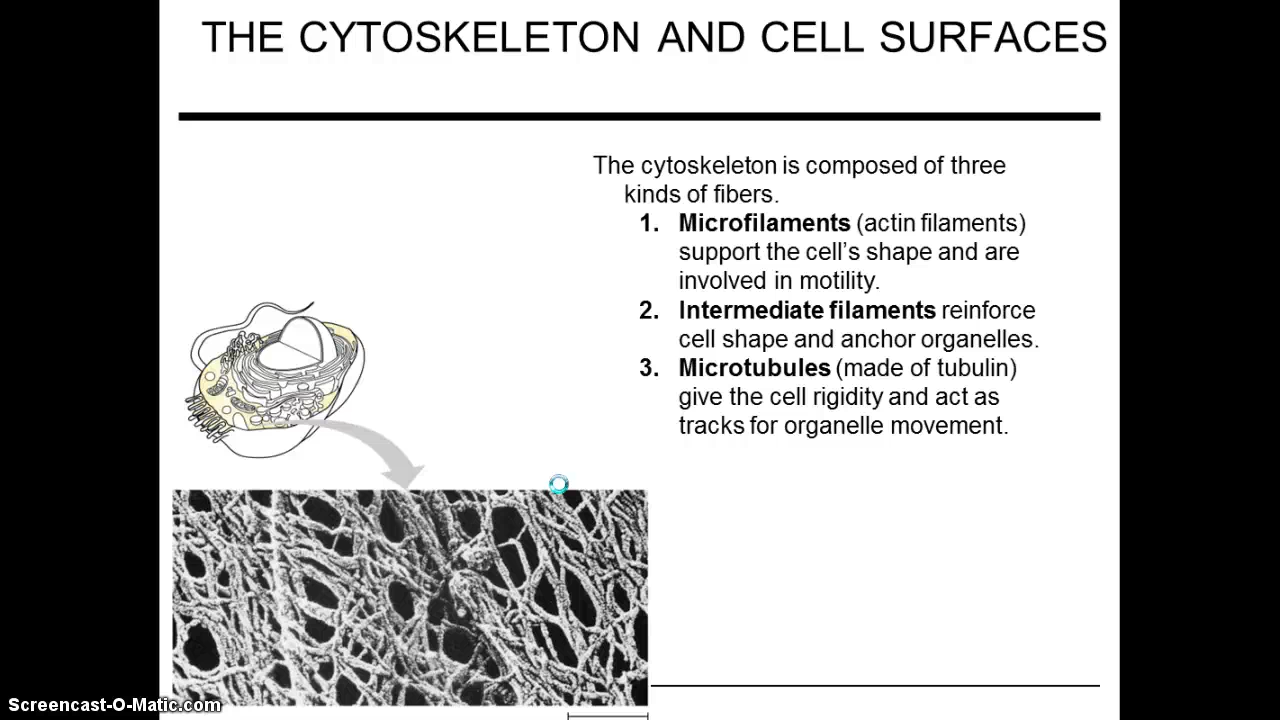 THE CYTOSKELETON AND CELL SURFACES
The cytoskeleton is composed of three
kinds of fibers.
1. Microfilaments (actin filaments)
support the cell's shape and are
involved in motility.
2. Intermediate filaments reinforce
cell shape and anchor organelles.
3. Microtubules (made of tubulin)
give the cell rigidity and act as
tracks for organelle movement.
Screencast-O-Matic.com